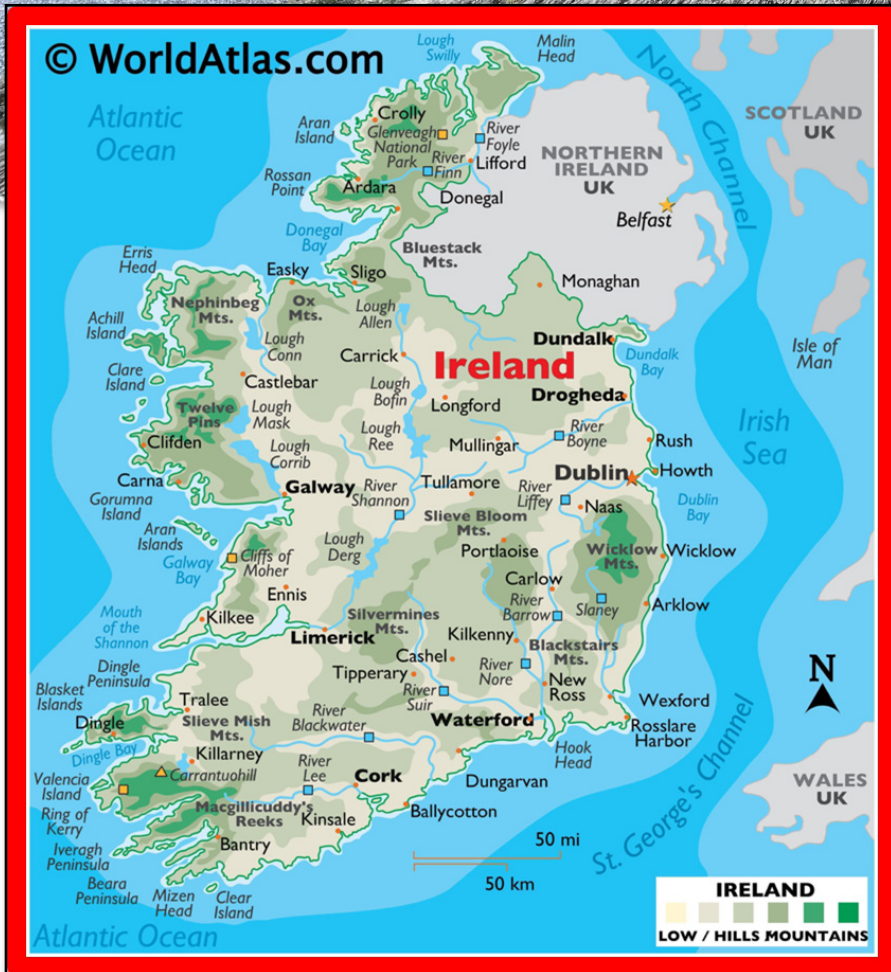 © WorldAtlas.com
Lough
Swilly
Malin
Head
North Channel
Atlantic
Ocean
SCOTLAND
UK
Aran
Island
Crolly
Glenveagh
National
Park
River
Foyle
River
Finn
Lifford
NORTHERN
IRELAND
UK
Rossan
Point
Ardara
Donegal
Belfast
Donegal
Bay
Bluestack
Mts.
Erris
Head
Easky
Sligo
Monaghan
Nephinbeg
Mts.
Ox
Mts.
Lough
Allen
Achill
Island
Lough
Conn
Carrick
Ireland
Dundalk
Dundalk
Bay
Isle of
Man
Clare
Island
Castlebar
Lough
Bofin
Longford
Drogheda
Twelve
Pins
Lough
Mask
Lough
Ree
Mullingar
River
Boyne
Irish
Sea
Clifden
Lough
Corrib
Rush
Carna
Galway
River
Shannon
Tullamore
Dublin
Howth
River
Liffey
Naas
Dublin
Bay
Gorumna
Island
Aran
Islands
Slieve Bloom
Mts.
Lough
Derg
Portlaoise
Wicklow
Mts.
Wicklow
Galway
Bay
Cliffs of
Moher
Ennis
Carlow
River
Barrow
Slaney
Arklow
Mouth
of the
Shannon
Kilkee
Limerick
Silvermines
Mts.
Kilkenny
Blackstairs
Mts.
Cashel
Tipperary
River
Nore
New
Ross
N
Dingle
Peninsula
Blasket
Islands
Tralee
River
Suir
Wexford
Dingle
Slieve Mish
Mts.
River
Blackwater
Waterford
Rosslare
Harbor
Dingle Bay
Killarney
Hook
Head
St. George's Channel
Valencia
Island
Carrantuohill
River
Lee
Cork
Dungarvan
WALES
UK
Ring of
Kerry
Macgillicuddy's
Reeks
Kinsale
Ballycotton
Iveragh
Peninsula
Bantry
50 mi
50 km
Beara
Peninsula
Mizen
Head
Clear
Island
Atlantic Ocean
IRELAND
LOW / HILLS MOUNTAINS